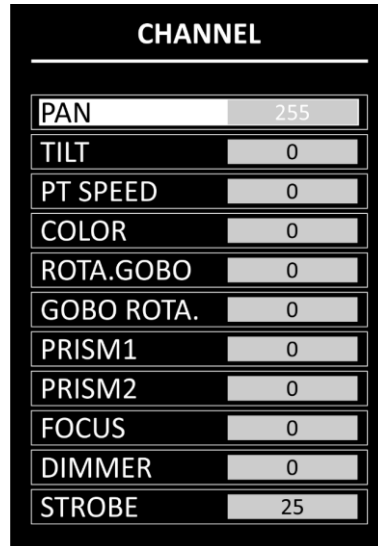 CHANNEL
PAN 255
TILT 0
PT SPEED 0
COLOR 0
ROTA.GOBO 0
GOBO ROTA. 0
PRISM1 0
PRISM2 0
FOCUS 0
DIMMER 0
STROBE 25